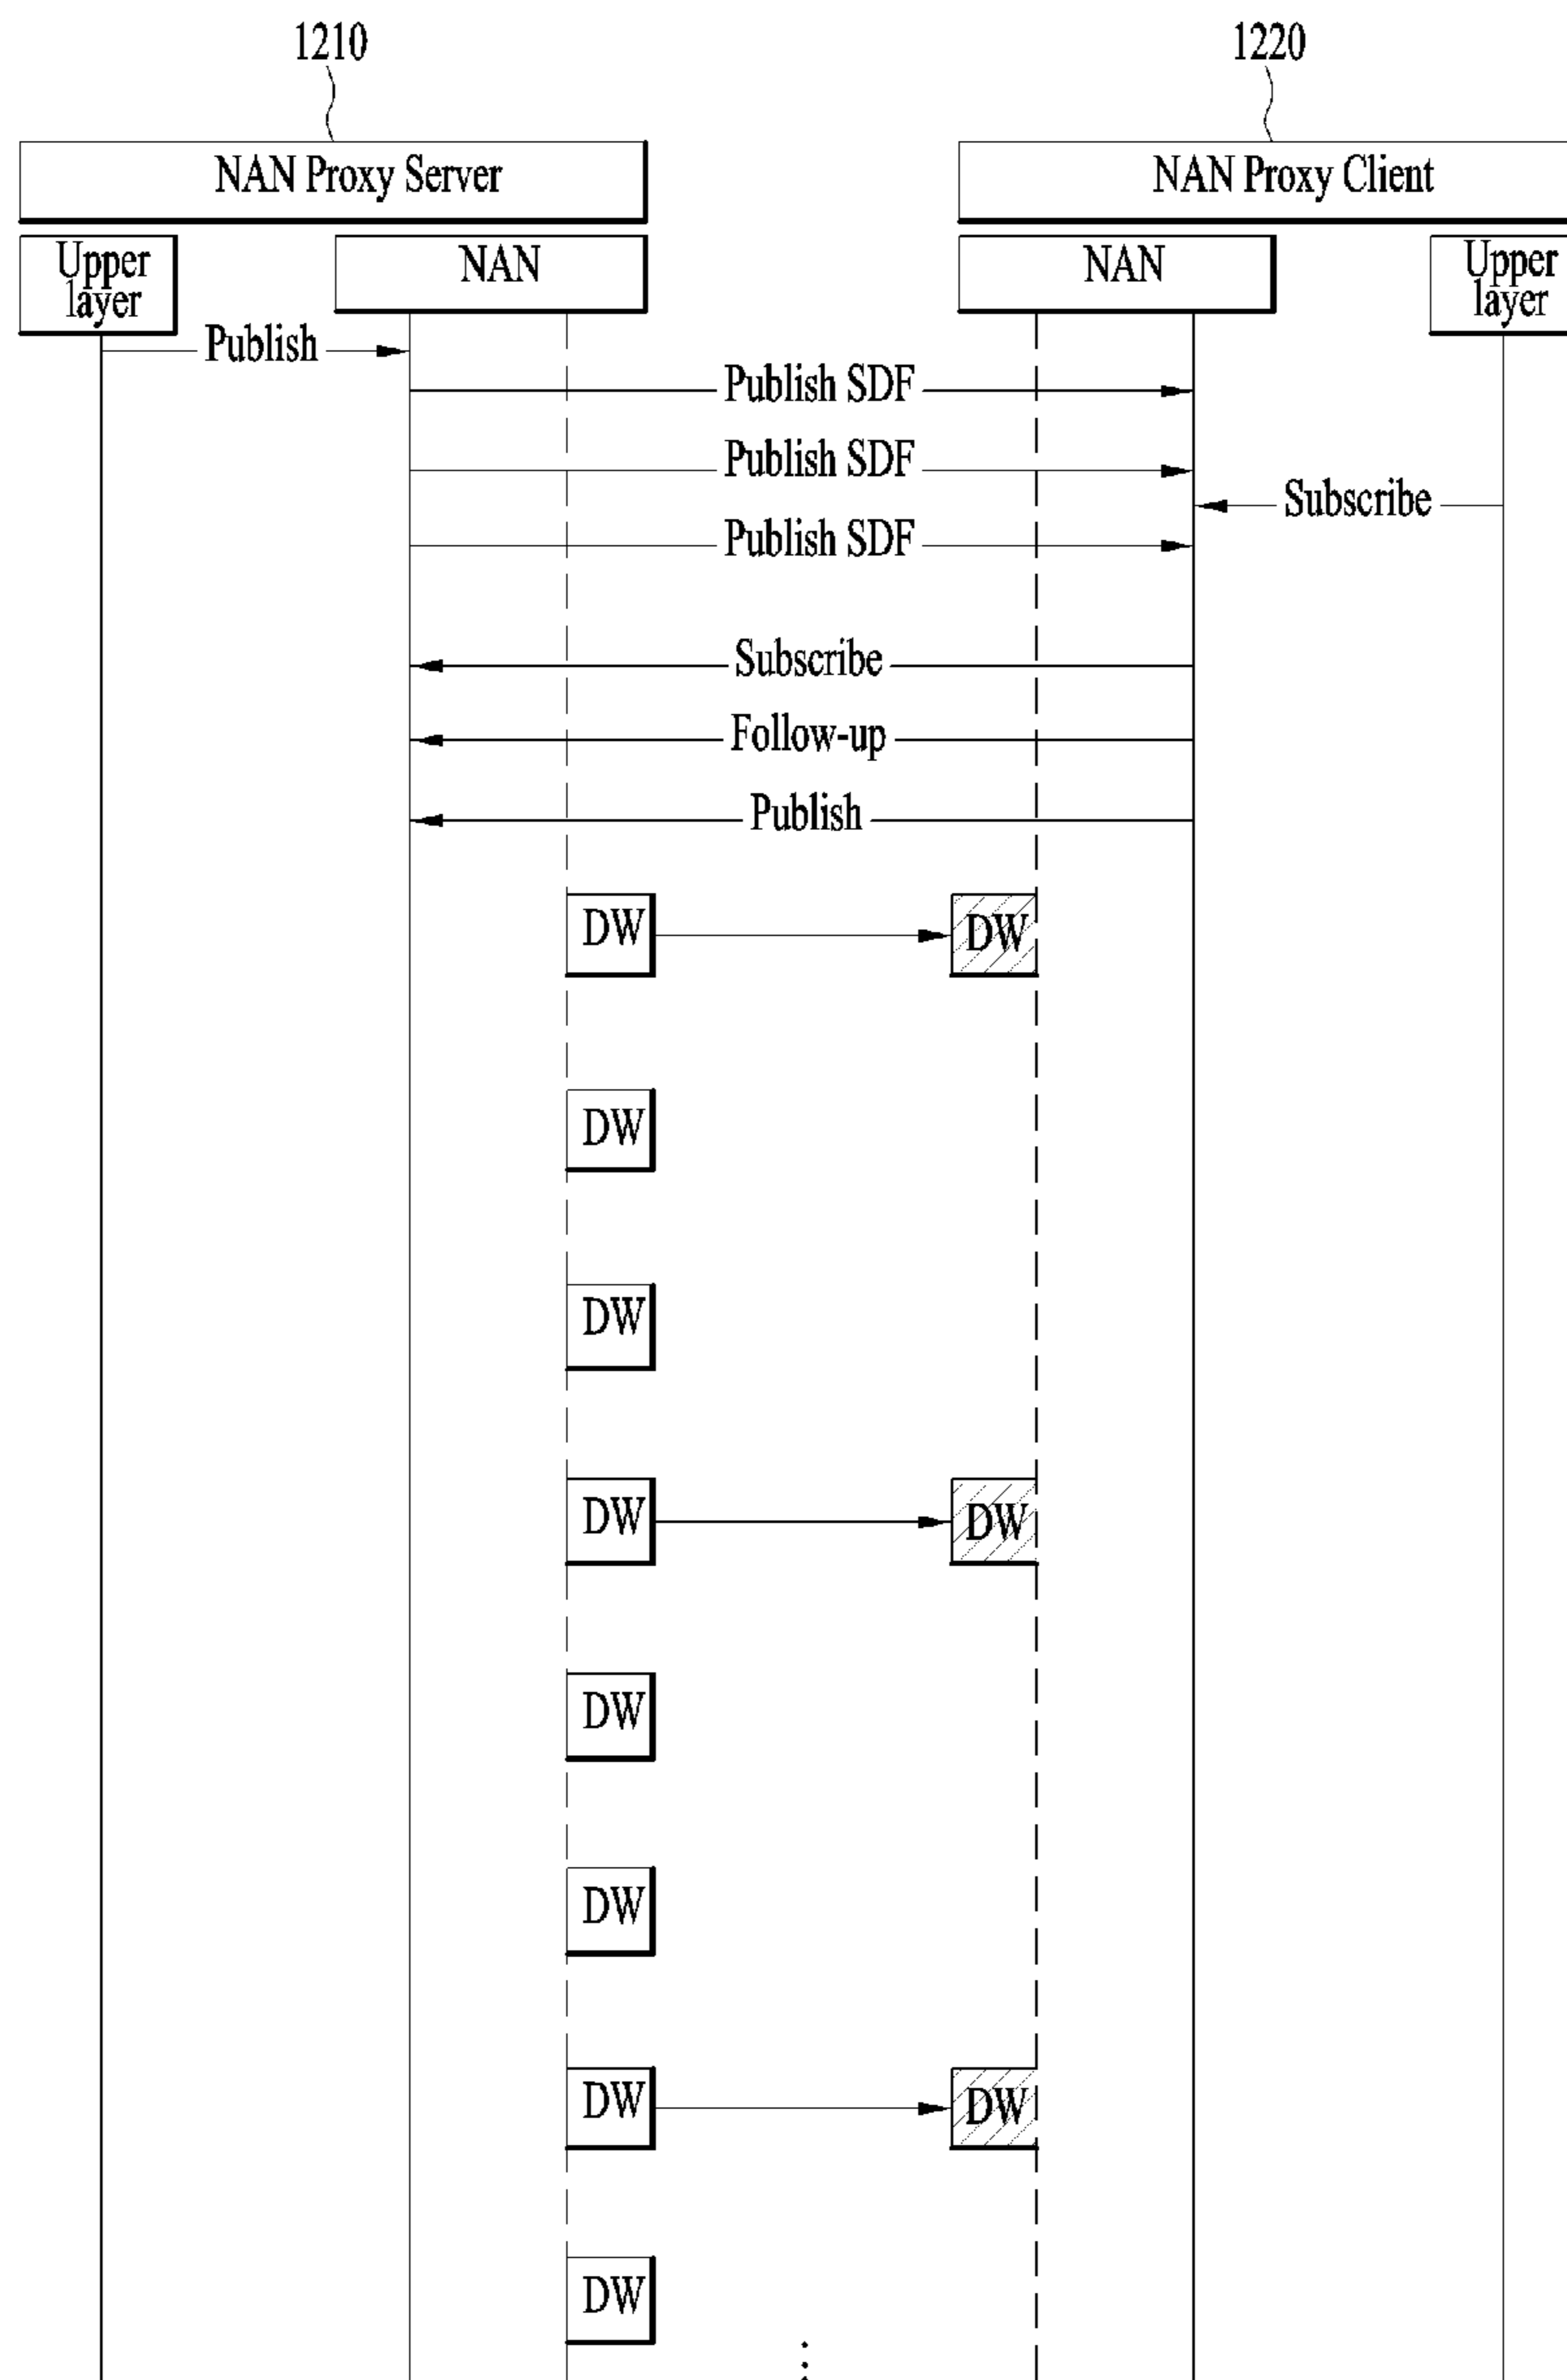 1210
1220
NAN Proxy Server
NAN Proxy Client
Upper
layer
NAN
NAN
Upper
layer
Publish
Publish SDF
Publish SDF
Subscribe
Publish SDF
Subscribe
Follow-up
Publish
DW
DW
DW
DW
DW
DW
DW
DW
DW
DW
DW